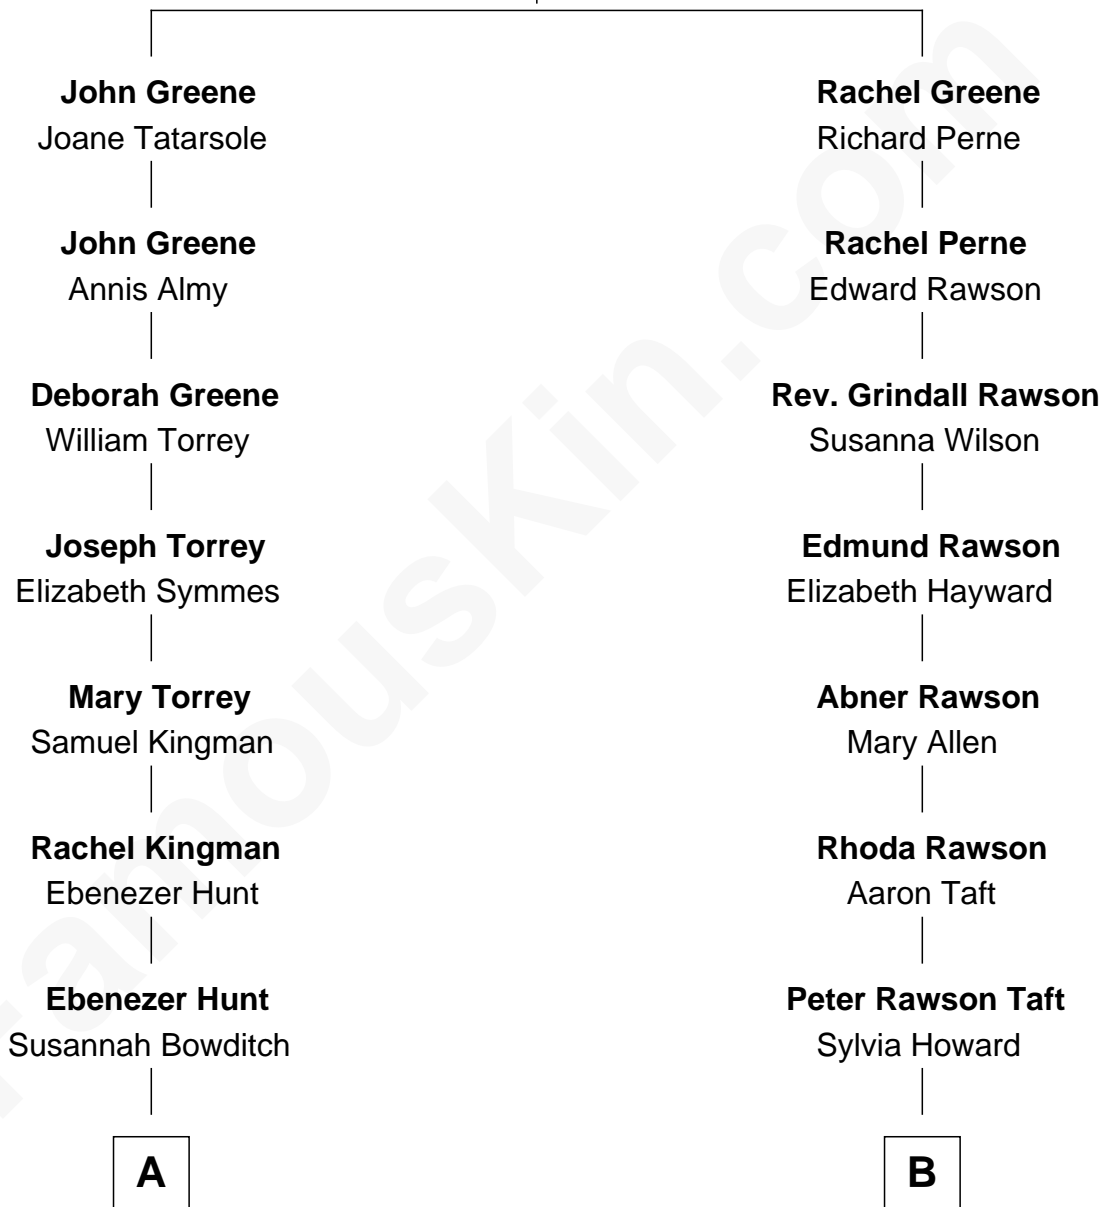 John Greene
Joane Tatarsole
John Greene
Annis Almy
Deborah Greene
William Torrey
Joseph Torrey
Elizabeth Symmes
Mary Torrey
Samuel Kingman
Rachel Kingman
Ebenezer Hunt
Ebenezer Hunt
Susannah Bowditch
A
Rachel Greene
Richard Perne
Rachel Perne
Edward Rawson
Rev. Grindall Rawson
Susanna Wilson
Edmund Rawson
Elizabeth Hayward
Abner Rawson
Mary Allen
Rhoda Rawson
Aaron Taft
Peter Rawson Taft
Sylvia Howard
B
FamousKin.com